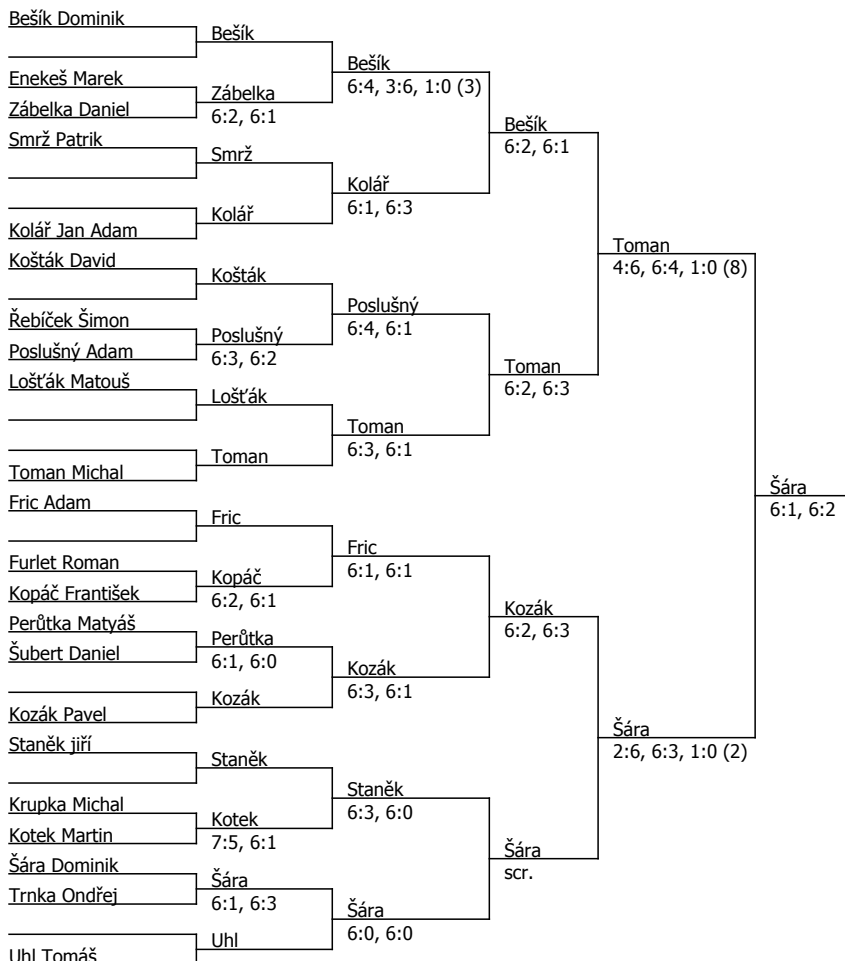 Bešík Dominik
Bešík
Bešík
6:4, 3:6, 1:0 (3)
Enekeš Marek
Zábelka
6:2, 6:1
Zábelka Daniel
Bešík
6:2, 6:1
Smrž Patrik
Smrž
Kolář
6:1, 6:3
Kolář
Kolář Jan Adam
Toman
4:6, 6:4, 1:0 (8)
Košťák David
Košťák
Poslušný
6:4, 6:1
Řebíček Šimon
Poslušný
6:3, 6:2
Poslušný Adam
Toman
6:2, 6:3
Lošťák Matouš
Lošťák
Toman
6:3, 6:1
Toman
Toman Michal
Šára
6:1, 6:2
Fric Adam
Fric
Fric
6:1, 6:1
Furlet Roman
Kopáč
6:2, 6:1
Kopáč František
Kozák
6:2, 6:3
Perůtka Matyáš
Perůtka
6:1, 6:0
Šubert Daniel
Kozák
6:3, 6:1
Kozák
Kozák Pavel
Šára
2:6, 6:3, 1:0 (2)
Staněk jiří
Staněk
Staněk
6:3, 6:0
Krupka Michal
Kotek
7:5, 6:1
Kotek Martin
Šára
scr.
Šára Dominik
Šára
6:1, 6:3
Trnka Ondřej
Šára
6:0, 6:0
Uhl
Uhl Tomáš